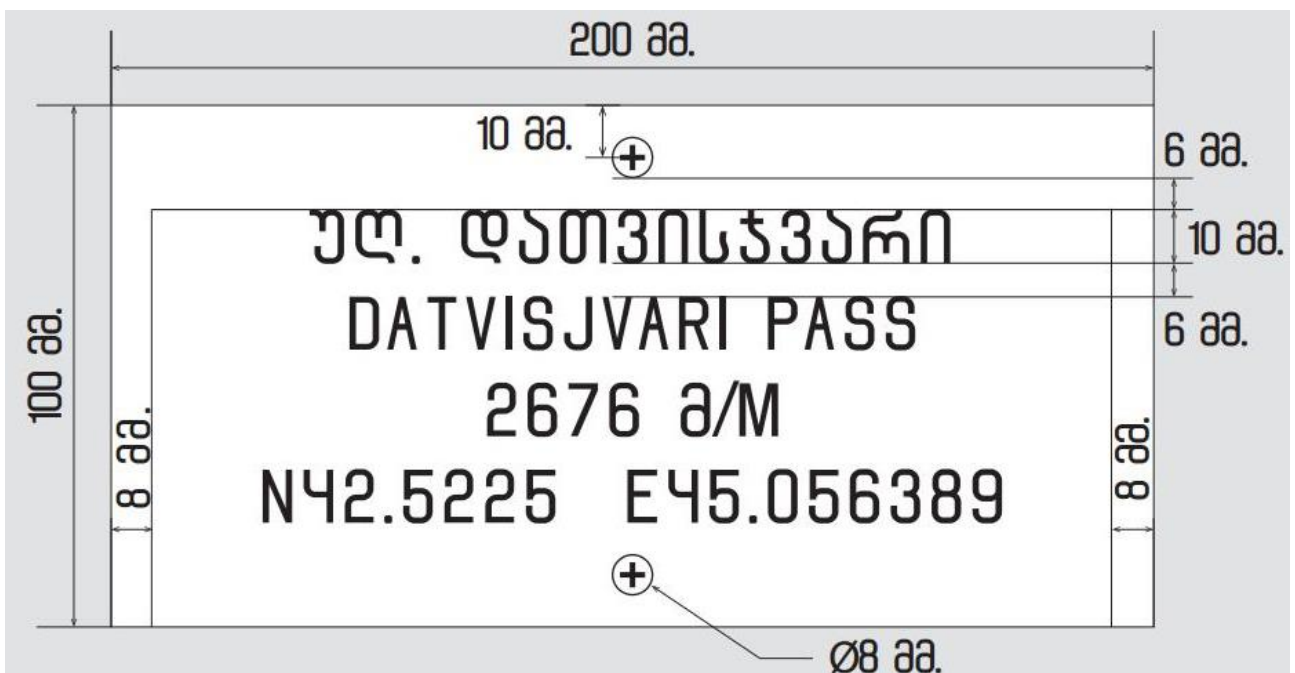 200 მმ.
10 მმ.
6 მმ.
უღ. დათვისჯვარი
10 მმ.
DATVISJVARI PASS
6 მმ.
100 მმ.
2676 მ/M
8 მმ.
8 მმ.
N42.5225 E45.056389
Ø8 მმ.